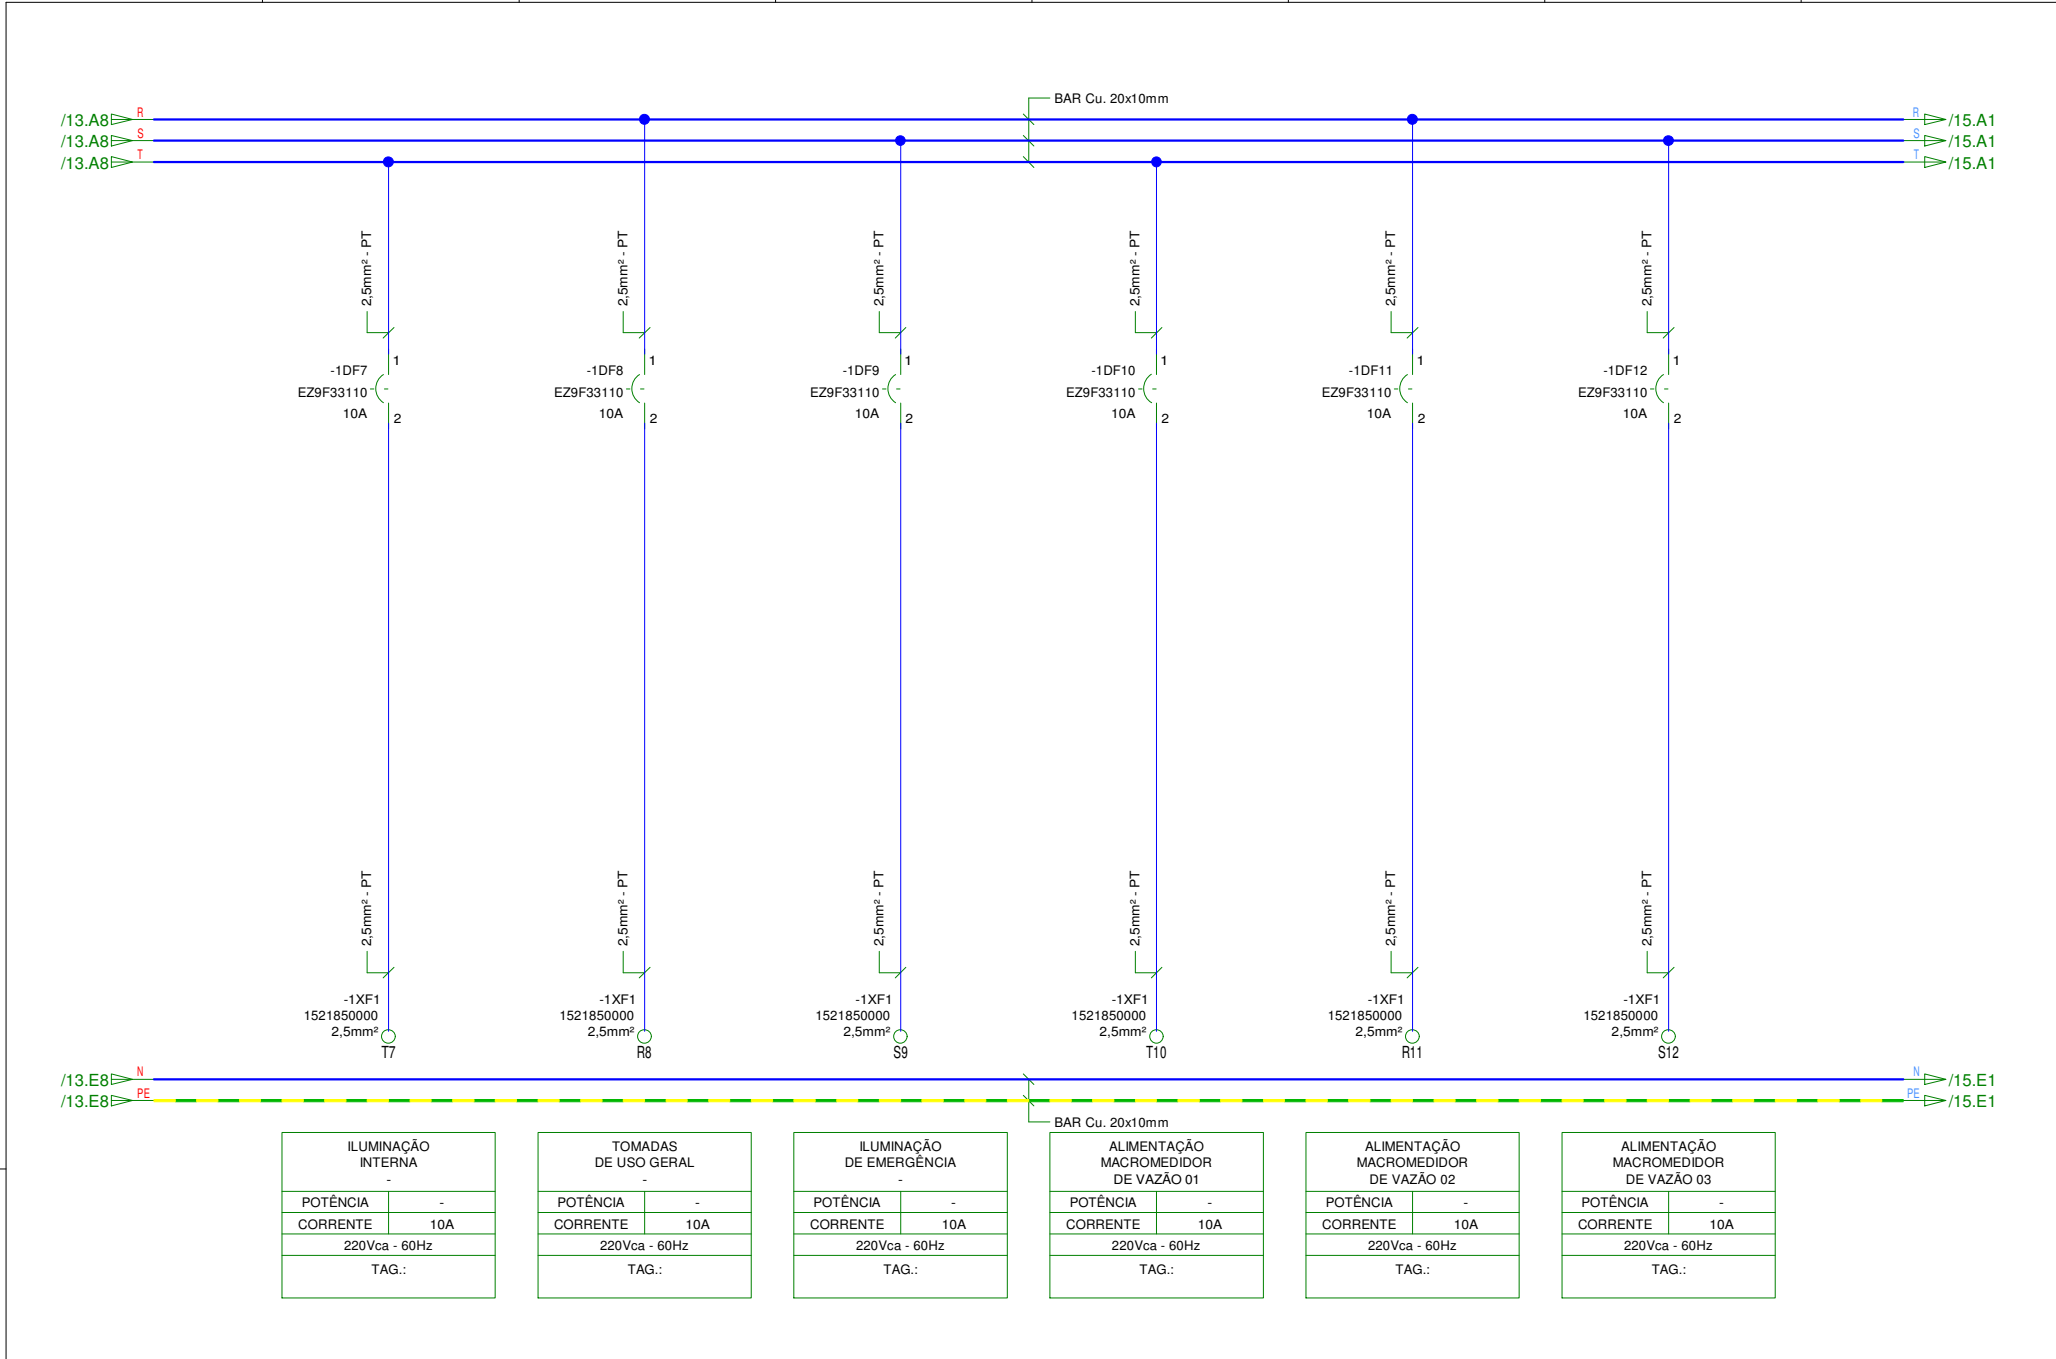 BAR Cu. 20x10mm
/13.A8 R R /15.A1
/13.A8 S S /15.A1
/13.A8 T T /15.A1
2,5mm² - PT 2,5mm² - PT 2,5mm² - PT 2,5mm² - PT 2,5mm² - PT 2,5mm² - PT
1 1 1 1 1 1
-1DF7 -1DF8 -1DF9 -1DF10 -1DF11 -1DF12
EZ9F33110 EZ9F33110 EZ9F33110 EZ9F33110 EZ9F33110 EZ9F33110
10A 10A 10A 10A 10A 10A
2 2 2 2 2 2
2,5mm² - PT 2,5mm² - PT 2,5mm² - PT 2,5mm² - PT 2,5mm² - PT 2,5mm² - PT
-1XF1 -1XF1 -1XF1 -1XF1 -1XF1 -1XF1
1521850000 1521850000 1521850000 1521850000 1521850000 1521850000
2,5mm² 2,5mm² 2,5mm² 2,5mm² 2,5mm² 2,5mm²
T7 R8 S9 T10 R11 S12
/13.E8 N N /15.E1
/13.E8 PE PE /15.E1
BAR Cu. 20x10mm
ILUMINAÇÃO
INTERNA
-
POTÊNCIA -
CORRENTE 10A
220Vca - 60Hz
TAG.:
TOMADAS
DE USO GERAL
-
POTÊNCIA -
CORRENTE 10A
220Vca - 60Hz
TAG.:
ILUMINAÇÃO
DE EMERGÊNCIA
-
POTÊNCIA -
CORRENTE 10A
220Vca - 60Hz
TAG.:
ALIMENTAÇÃO
MACROMEDIDOR
DE VAZÃO 01
POTÊNCIA -
CORRENTE 10A
220Vca - 60Hz
TAG.:
ALIMENTAÇÃO
MACROMEDIDOR
DE VAZÃO 02
POTÊNCIA -
CORRENTE 10A
220Vca - 60Hz
TAG.:
ALIMENTAÇÃO
MACROMEDIDOR
DE VAZÃO 03
POTÊNCIA -
CORRENTE 10A
220Vca - 60Hz
TAG.: